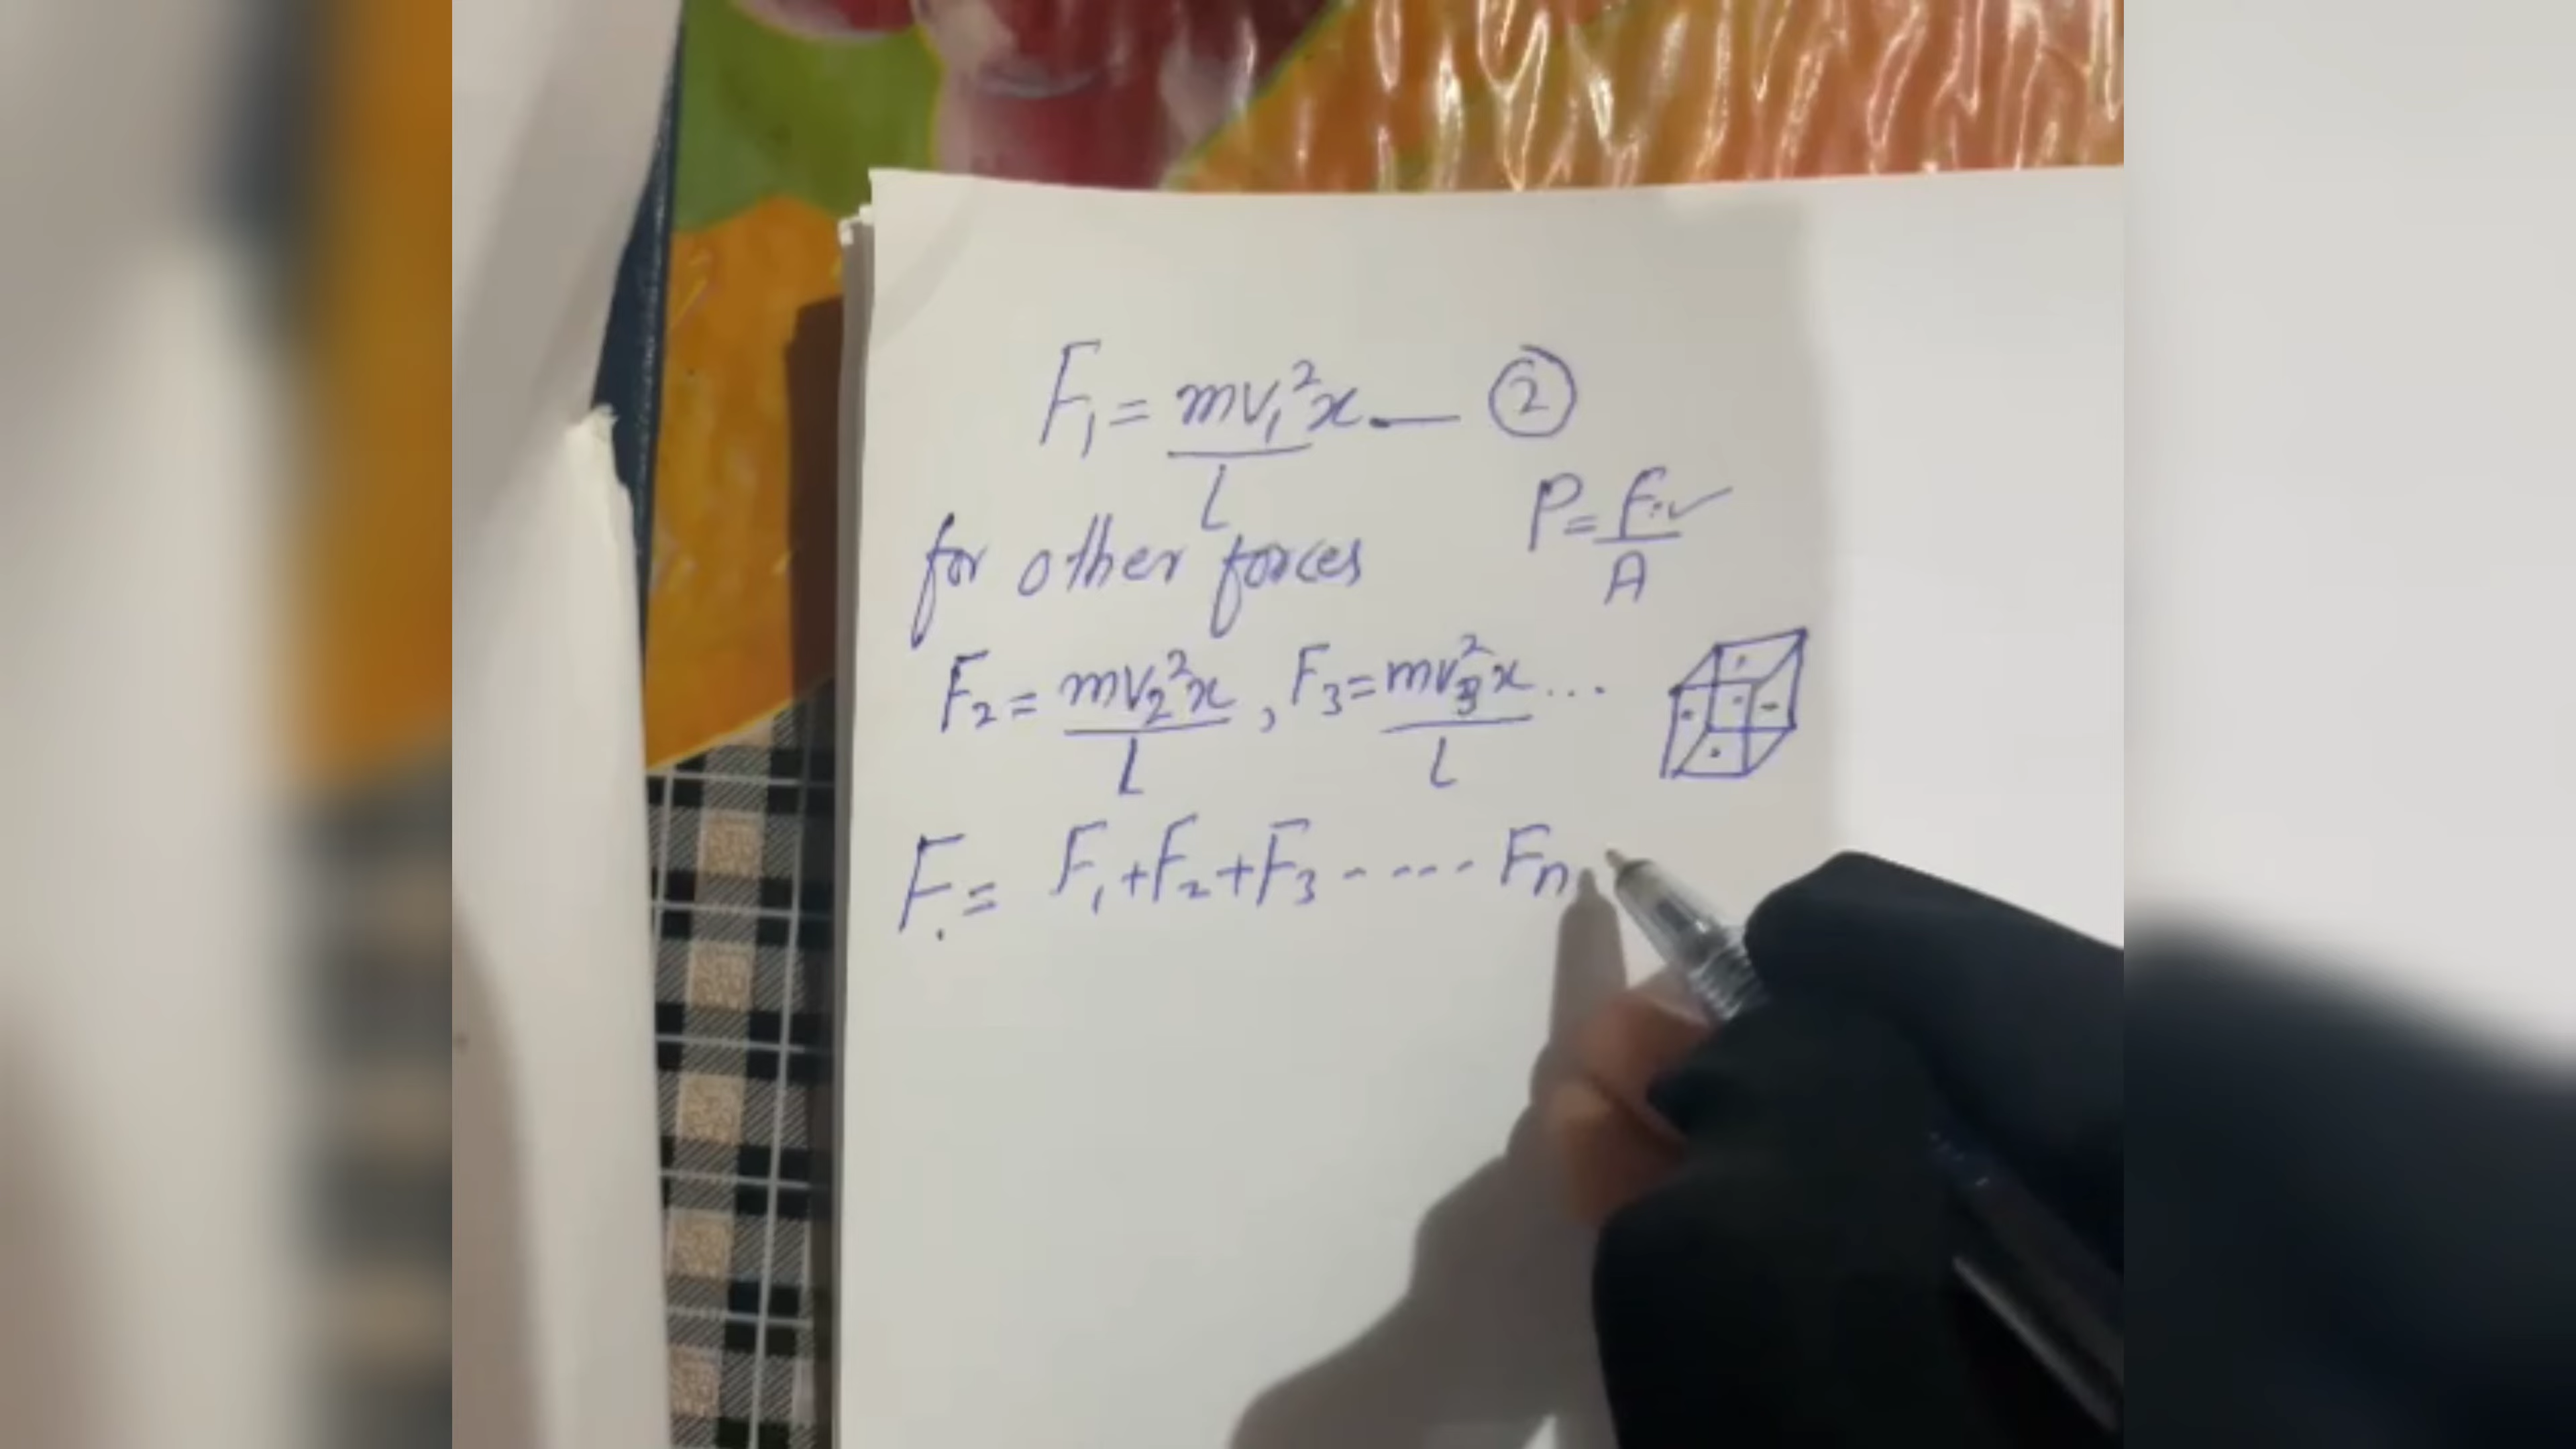 F₁ = mv₁²x / L — ②
P = F / A
for other forces
F₂ = mv₂²x / L , F₃ = mv₃²x / L ...
F = F₁ + F₂ + F₃ ----- Fn